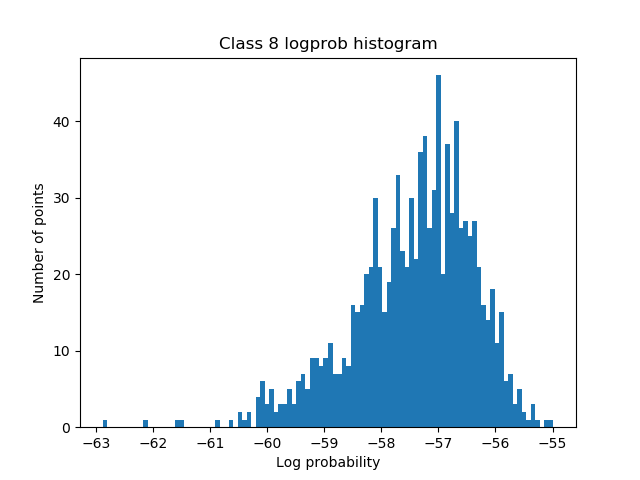 Class 8 logprob histogram
Number of points
40
30
20
10
0
−63 −62 −61 −60 −59 −58 −57 −56 −55
Log probability